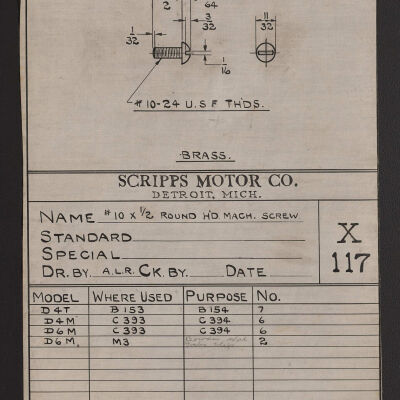 2 64
3/32
11/32
1/32
1/16
#10-24 U.S.F THDS.
BRASS.
SCRIPPS MOTOR CO.
DETROIT, MICH.
NAME #10 X 1/2 ROUND H'D. MACH. SCREW
STANDARD
SPECIAL
DR. BY. A.L.R. CK. BY. DATE
X
117
MODEL WHERE USED PURPOSE NO.
D4T B153 B154 7
D4M C393 C394 6
D6M C393 C394 6
D6M, M3 2